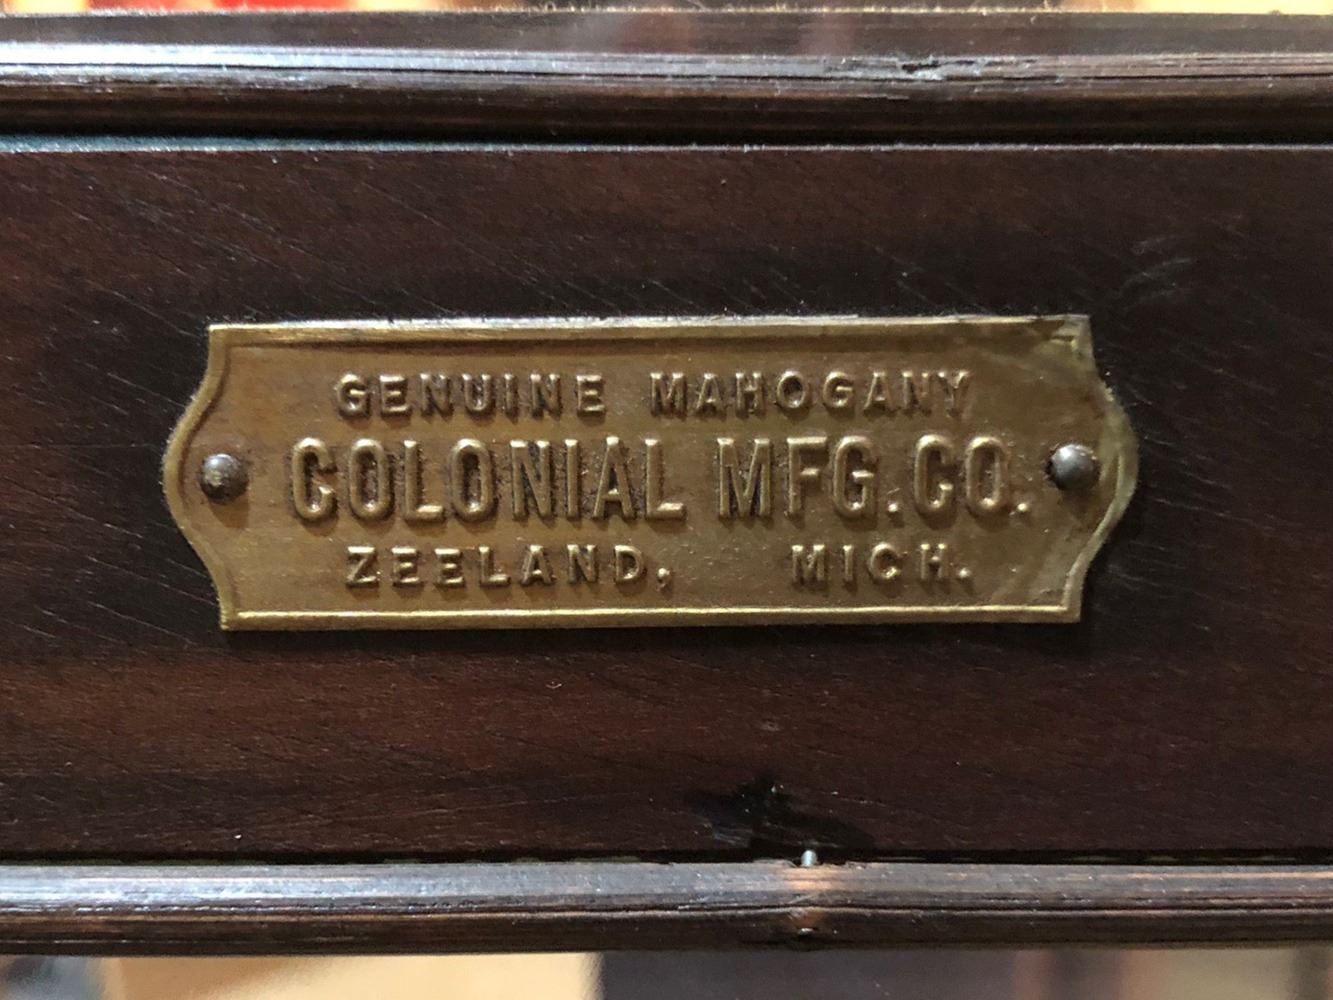 GENUINE MAHOGANY
COLONIAL MFG.CO.
ZEELAND, MICH.